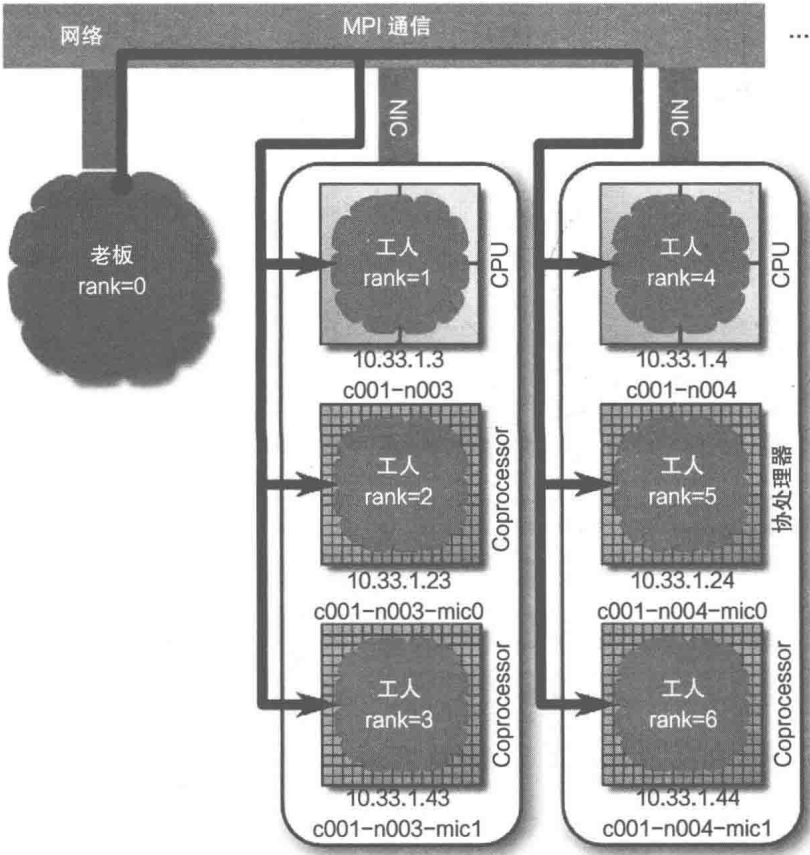 网络
MPI 通信
...
NIC
NIC
老板
rank=0
工人
rank=1
CPU
10.33.1.3
c001-n003
工人
rank=2
Coprocessor
10.33.1.23
c001-n003-mic0
工人
rank=3
Coprocessor
10.33.1.43
c001-n003-mic1
工人
rank=4
CPU
10.33.1.4
c001-n004
工人
rank=5
协处理器
10.33.1.24
c001-n004-mic0
工人
rank=6
Coprocessor
10.33.1.44
c001-n004-mic1